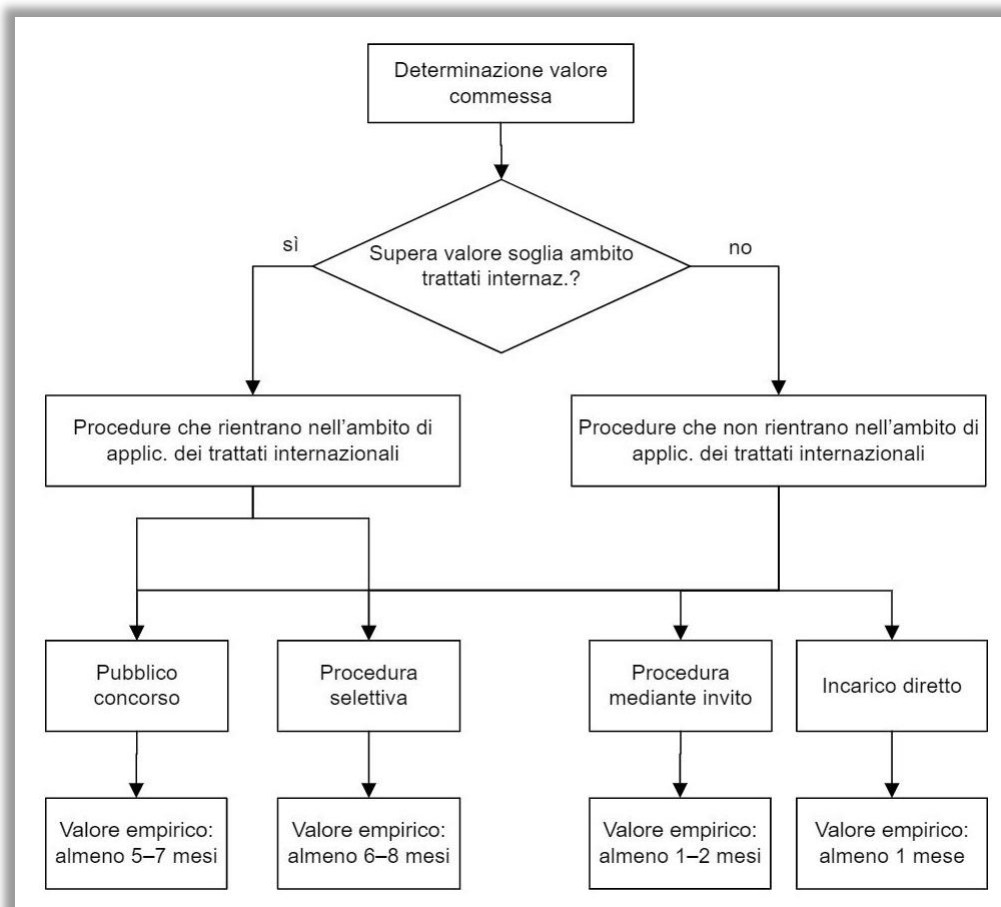 Determinazione valore
commessa
sì
Supera valore soglia ambito
trattati internaz.?
no
Procedure che rientrano nell'ambito di
applic. dei trattati internazionali
Procedure che non rientrano nell'ambito di
applic. dei trattati internazionali
Pubblico
concorso
Procedura
selettiva
Procedura
mediante invito
Incarico diretto
Valore empirico:
almeno 5–7 mesi
Valore empirico:
almeno 6–8 mesi
Valore empirico:
almeno 1–2 mesi
Valore empirico:
almeno 1 mese